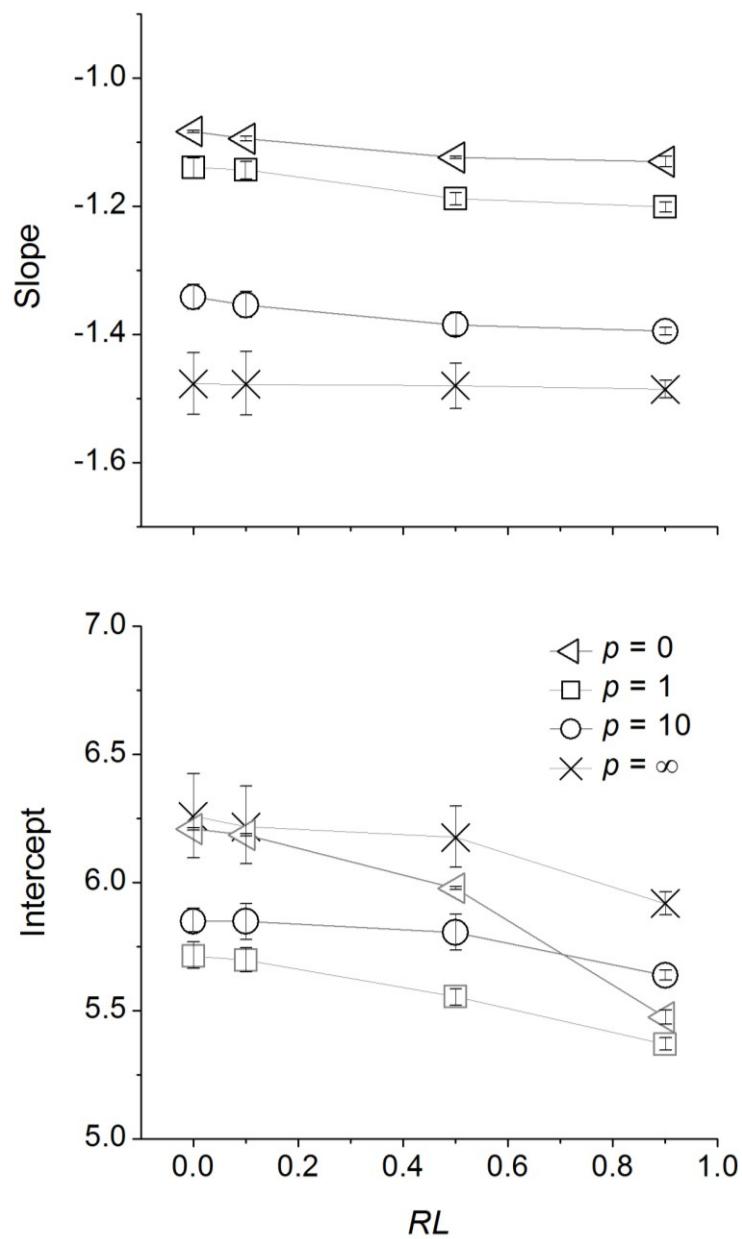 -1.0
-1.2
-1.4
-1.6
Slope
7.0
6.5
6.0
5.5
5.0
Intercept
p = 0
p = 1
p = 10
p = ∞
0.0 0.2 0.4 0.6 0.8 1.0
RL